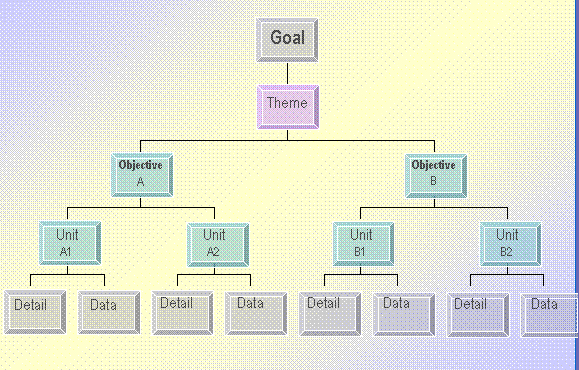 Goal
Theme
Objective
A
Objective
B
Unit
A1
Unit
A2
Unit
B1
Unit
B2
Detail
Data
Detail
Data
Detail
Data
Detail
Data